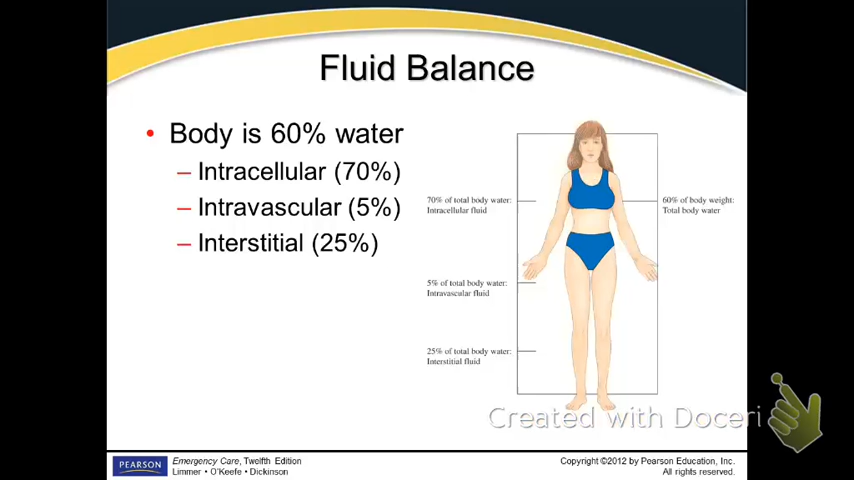 Fluid Balance
• Body is 60% water
– Intracellular (70%)
– Intravascular (5%)
– Interstitial (25%)
70% of total body water:
Intracellular fluid
60% of body weight:
Total body water
5% of total body water:
Intravascular fluid
25% of total body water:
Interstitial fluid
Created with Doceri
PEARSON
Emergency Care, Twelfth Edition
Limmer • O'Keefe • Dickinson
Copyright ©2012 by Pearson Education, Inc.
All rights reserved.